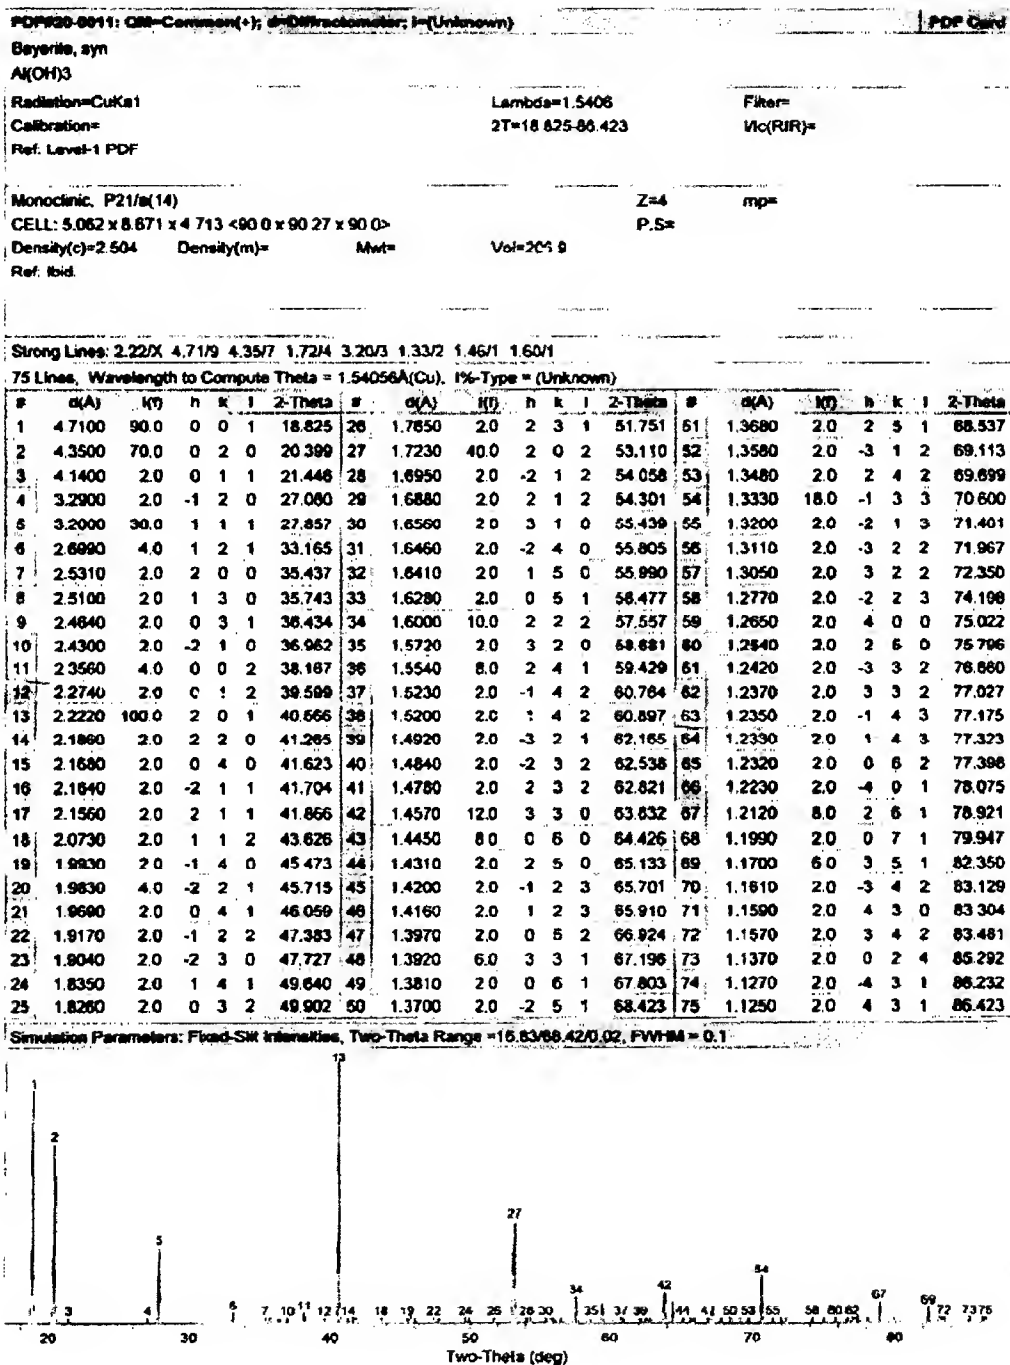 PDF#20-0011: QM=Common(+); d=Diffractometer; I=(Unknown) PDF Card
Bayerite, syn
Al(OH)3
Radiation=CuKa1 Lambda=1.5406 Filter=
Calibration= 2T=18.825-86.423 I/Ic(RIR)=
Ref: Level-1 PDF
Monoclinic, P21/a(14) Z=4 mp=
CELL: 5.062 x 8.671 x 4.713 <90.0 x 90.27 x 90.0> P.S=
Density(c)=2.504 Density(m)= Mwt= Vol=206.9
Ref: Ibid.
Strong Lines: 2.22/X 4.71/9 4.35/7 1.72/4 3.20/3 1.33/2 1.46/1 1.60/1
75 Lines, Wavelength to Compute Theta = 1.54056Å(Cu), I%-Type = (Unknown)
# d(A) I(f) h k l 2-Theta # d(A) I(f) h k l 2-Theta # d(A) I(f) h k l 2-Theta
1 4.7100 90.0 0 0 1 18.825 26 1.7650 2.0 2 3 1 51.751 51 1.3680 2.0 2 5 1 68.537
2 4.3500 70.0 0 2 0 20.399 27 1.7230 40.0 2 0 2 53.110 52 1.3580 2.0 -3 1 2 69.113
3 4.1400 2.0 0 1 1 21.446 28 1.6950 2.0 -2 1 2 54.058 53 1.3480 2.0 2 4 2 69.699
4 3.2900 2.0 -1 2 0 27.080 29 1.6880 2.0 2 1 2 54.301 54 1.3330 18.0 -1 3 3 70.600
5 3.2000 30.0 1 1 1 27.857 30 1.6560 2.0 3 1 0 55.439 55 1.3200 2.0 -2 1 3 71.401
6 2.6990 4.0 1 2 1 33.165 31 1.6460 2.0 -2 4 0 55.805 56 1.3110 2.0 -3 2 2 71.967
7 2.5310 2.0 2 0 0 35.437 32 1.6410 2.0 1 5 0 55.990 57 1.3050 2.0 3 2 2 72.350
8 2.5100 2.0 1 3 0 35.743 33 1.6280 2.0 0 5 1 56.477 58 1.2770 2.0 -2 2 3 74.198
9 2.4640 2.0 0 3 1 36.434 34 1.6000 10.0 2 2 2 57.557 59 1.2650 2.0 4 0 0 75.022
10 2.4300 2.0 -2 1 0 36.962 35 1.5720 2.0 3 2 0 58.681 60 1.2540 2.0 2 6 0 75.796
11 2.3560 4.0 0 0 2 38.167 36 1.5540 8.0 2 4 1 59.429 61 1.2420 2.0 -3 3 2 76.660
12 2.2740 2.0 0 1 2 39.599 37 1.5230 2.0 -1 4 2 60.764 62 1.2370 2.0 3 3 2 77.027
13 2.2220 100.0 2 0 1 40.566 38 1.5200 2.0 1 4 2 60.897 63 1.2350 2.0 -1 4 3 77.175
14 2.1860 2.0 2 2 0 41.265 39 1.4920 2.0 -3 2 1 62.165 64 1.2330 2.0 1 4 3 77.323
15 2.1680 2.0 0 4 0 41.623 40 1.4840 2.0 -2 3 2 62.538 65 1.2320 2.0 0 6 2 77.398
16 2.1640 2.0 -2 1 1 41.704 41 1.4780 2.0 2 3 2 62.821 66 1.2230 2.0 -4 0 1 78.075
17 2.1560 2.0 2 1 1 41.866 42 1.4570 12.0 3 3 0 63.832 67 1.2120 8.0 2 6 1 78.921
18 2.0730 2.0 1 1 2 43.626 43 1.4450 8.0 0 6 0 64.426 68 1.1990 2.0 0 7 1 79.947
19 1.9930 2.0 -1 4 0 45.473 44 1.4310 2.0 2 5 0 65.133 69 1.1700 6.0 3 5 1 82.350
20 1.9830 4.0 -2 2 1 45.715 45 1.4200 2.0 -1 2 3 65.701 70 1.1610 2.0 -3 4 2 83.129
21 1.9690 2.0 0 4 1 46.059 46 1.4160 2.0 1 2 3 65.910 71 1.1590 2.0 4 3 0 83.304
22 1.9170 2.0 -1 2 2 47.383 47 1.3970 2.0 0 5 2 66.924 72 1.1570 2.0 3 4 2 83.481
23 1.9040 2.0 -2 3 0 47.727 48 1.3920 6.0 3 3 1 67.196 73 1.1370 2.0 0 2 4 85.292
24 1.8350 2.0 1 4 1 49.640 49 1.3810 2.0 0 6 1 67.803 74 1.1270 2.0 -4 3 1 86.232
25 1.8260 2.0 0 3 2 49.902 50 1.3700 2.0 -2 5 1 68.423 75 1.1250 2.0 4 3 1 86.423
Simulation Parameters: Fixed-Slit Intensities, Two-Theta Range =16.83/88.42/0.02, FWHM = 0.1
13
1
2
27
5
54
34 42 67 69
3 4 6 7 10 11 12 14 18 19 22 24 26 28 30 35 37 39 44 47 50 53 55 58 60 62 72 73 75
20 30 40 50 60 70 80
Two-Theta (deg)